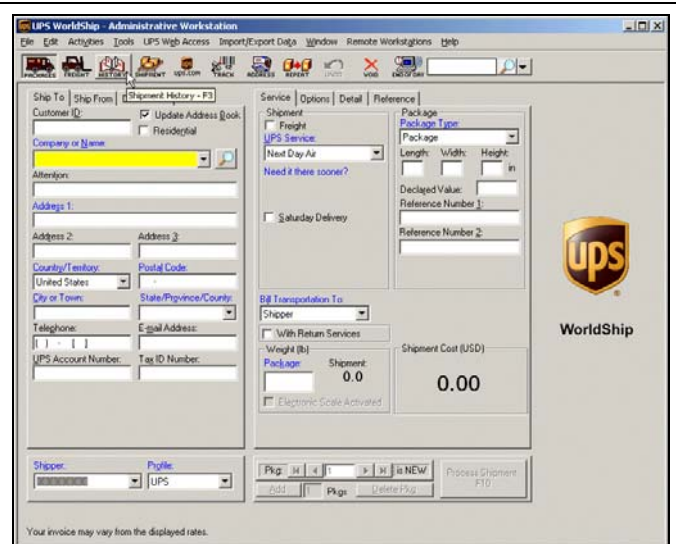 UPS WorldShip - Administrative Workstation
File Edit Activities Tools UPS Web Access Import/Export Data Window Remote Workstations Help
PACKAGES FREIGHT HISTORY SHIPMENT UPS.COM TRACK ADDRESS REPEAT UNDO VOID END OF DAY
Ship To Ship From D Shipment History - F3
Customer ID:
Update Address Book
Residential
Company or Name:
Attention:
Address 1:
Address 2: Address 3:
Country/Territory: Postal Code:
United States -
City or Town: State/Province/County:
Telephone: E-mail Address:
( ) - [ ]
UPS Account Number: Tax ID Number:
Shipper: Profile:
UPS
Service Options Detail Reference
Shipment
Freight
UPS Service:
Next Day Air
Need it there sooner?
Saturday Delivery
Bill Transportation To:
Shipper
With Return Services
Weight (lb)
Package: Shipment:
0.0
Electronic Scale Activated
Package
Package Type:
Package
Length: Width: Height:
in
Declared Value:
Reference Number 1:
Reference Number 2:
Shipment Cost (USD)
0.00
Pkg: 1 is NEW
Add 1 Pkgs Delete Pkg
Process Shipment
F10
ups
WorldShip
Your invoice may vary from the displayed rates.